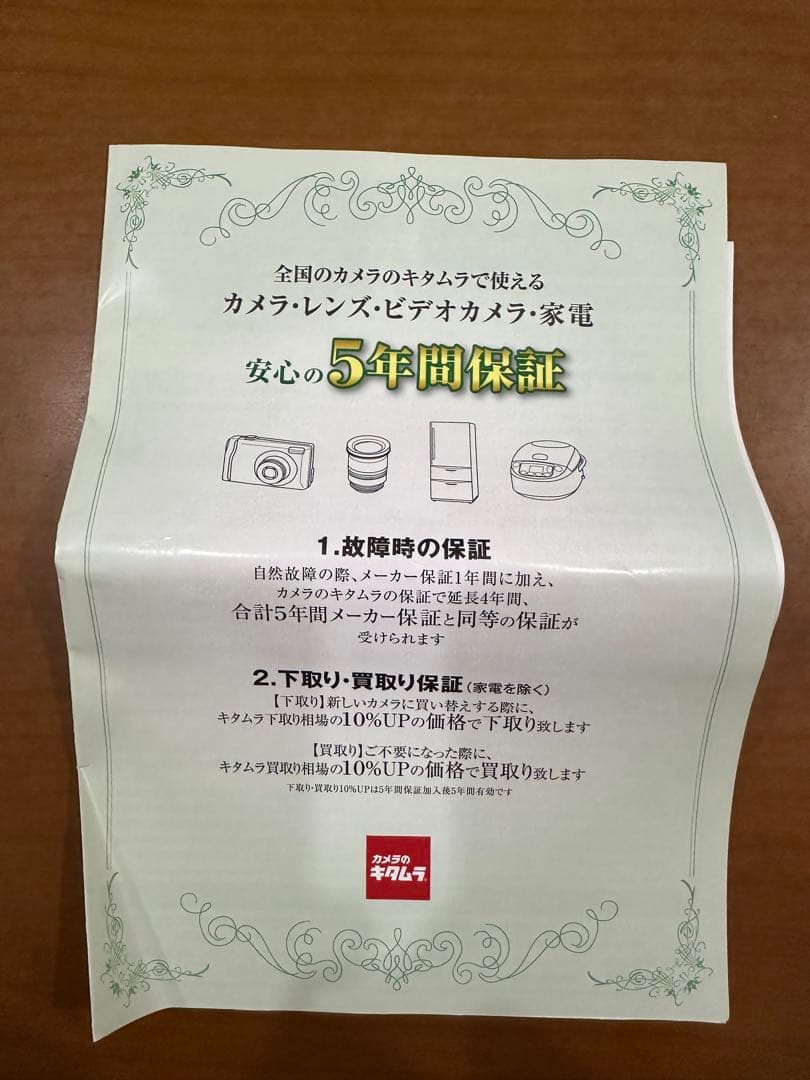 全国のカメラのキタムラで使える
カメラ・レンズ・ビデオカメラ・家電
安心の5年間保証
1.故障時の保証
自然故障の際、メーカー保証1年間に加え、
カメラのキタムラの保証で延長4年間、
合計5年間メーカー保証と同等の保証が
受けられます
2.下取り・買取り保証(家電を除く)
【下取り】新しいカメラに買い替えする際に、
キタムラ下取り相場の10%UPの価格で下取り致します
【買取り】ご不要になった際に、
キタムラ買取り相場の10%UPの価格で買取り致します
下取り・買取り10%UPは5年間保証加入後5年間有効です
カメラの
キタムラ